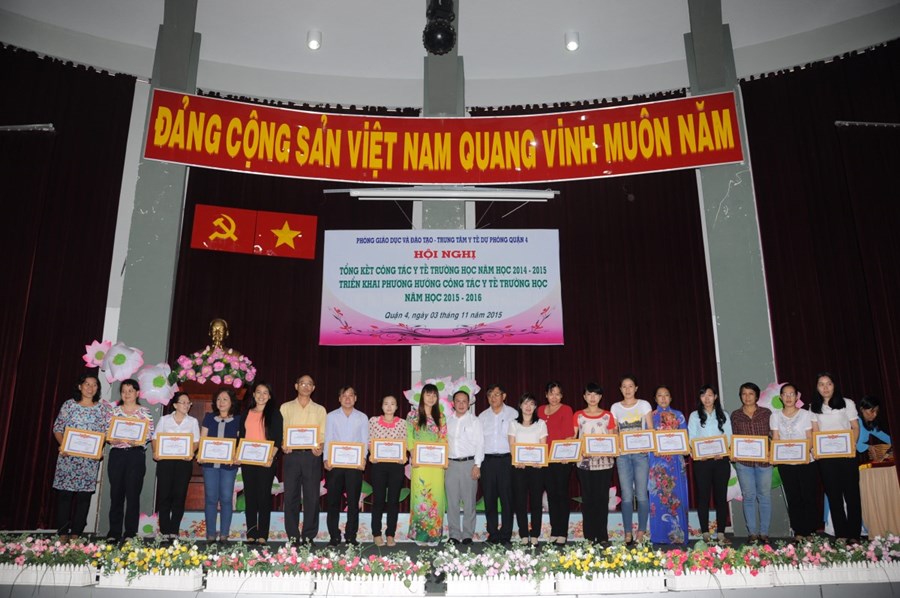 ĐẢNG CỘNG SẢN VIỆT NAM QUANG VINH MUÔN NĂM
PHÒNG GIÁO DỤC VÀ ĐÀO TẠO - TRUNG TÂM Y TẾ DỰ PHÒNG QUẬN 4
HỘI NGHỊ
TỔNG KẾT CÔNG TÁC Y TẾ TRƯỜNG HỌC NĂM HỌC 2014 - 2015
TRIỂN KHAI PHƯƠNG HƯỚNG CÔNG TÁC Y TẾ TRƯỜNG HỌC
NĂM HỌC 2015 - 2016
Quận 4, ngày 03 tháng 11 năm 2015